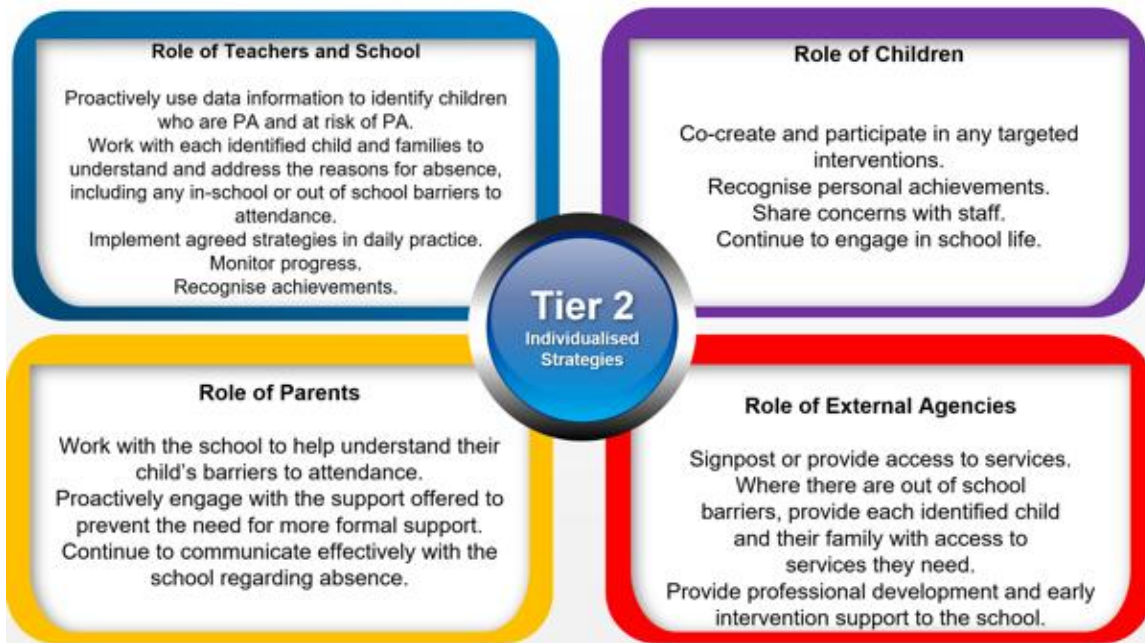 Role of Teachers and School
Proactively use data information to identify children
who are PA and at risk of PA.
Work with each identified child and families to
understand and address the reasons for absence,
including any in-school or out of school barriers to
attendance.
Implement agreed strategies in daily practice.
Monitor progress.
Recognise achievements.
Role of Children
Co-create and participate in any targeted
interventions.
Recognise personal achievements.
Share concerns with staff.
Continue to engage in school life.
Tier 2
Individualised
Strategies
Role of Parents
Work with the school to help understand their
child's barriers to attendance.
Proactively engage with the support offered to
prevent the need for more formal support.
Continue to communicate effectively with the
school regarding absence.
Role of External Agencies
Signpost or provide access to services.
Where there are out of school
barriers, provide each identified child
and their family with access to
services they need.
Provide professional development and early
intervention support to the school.